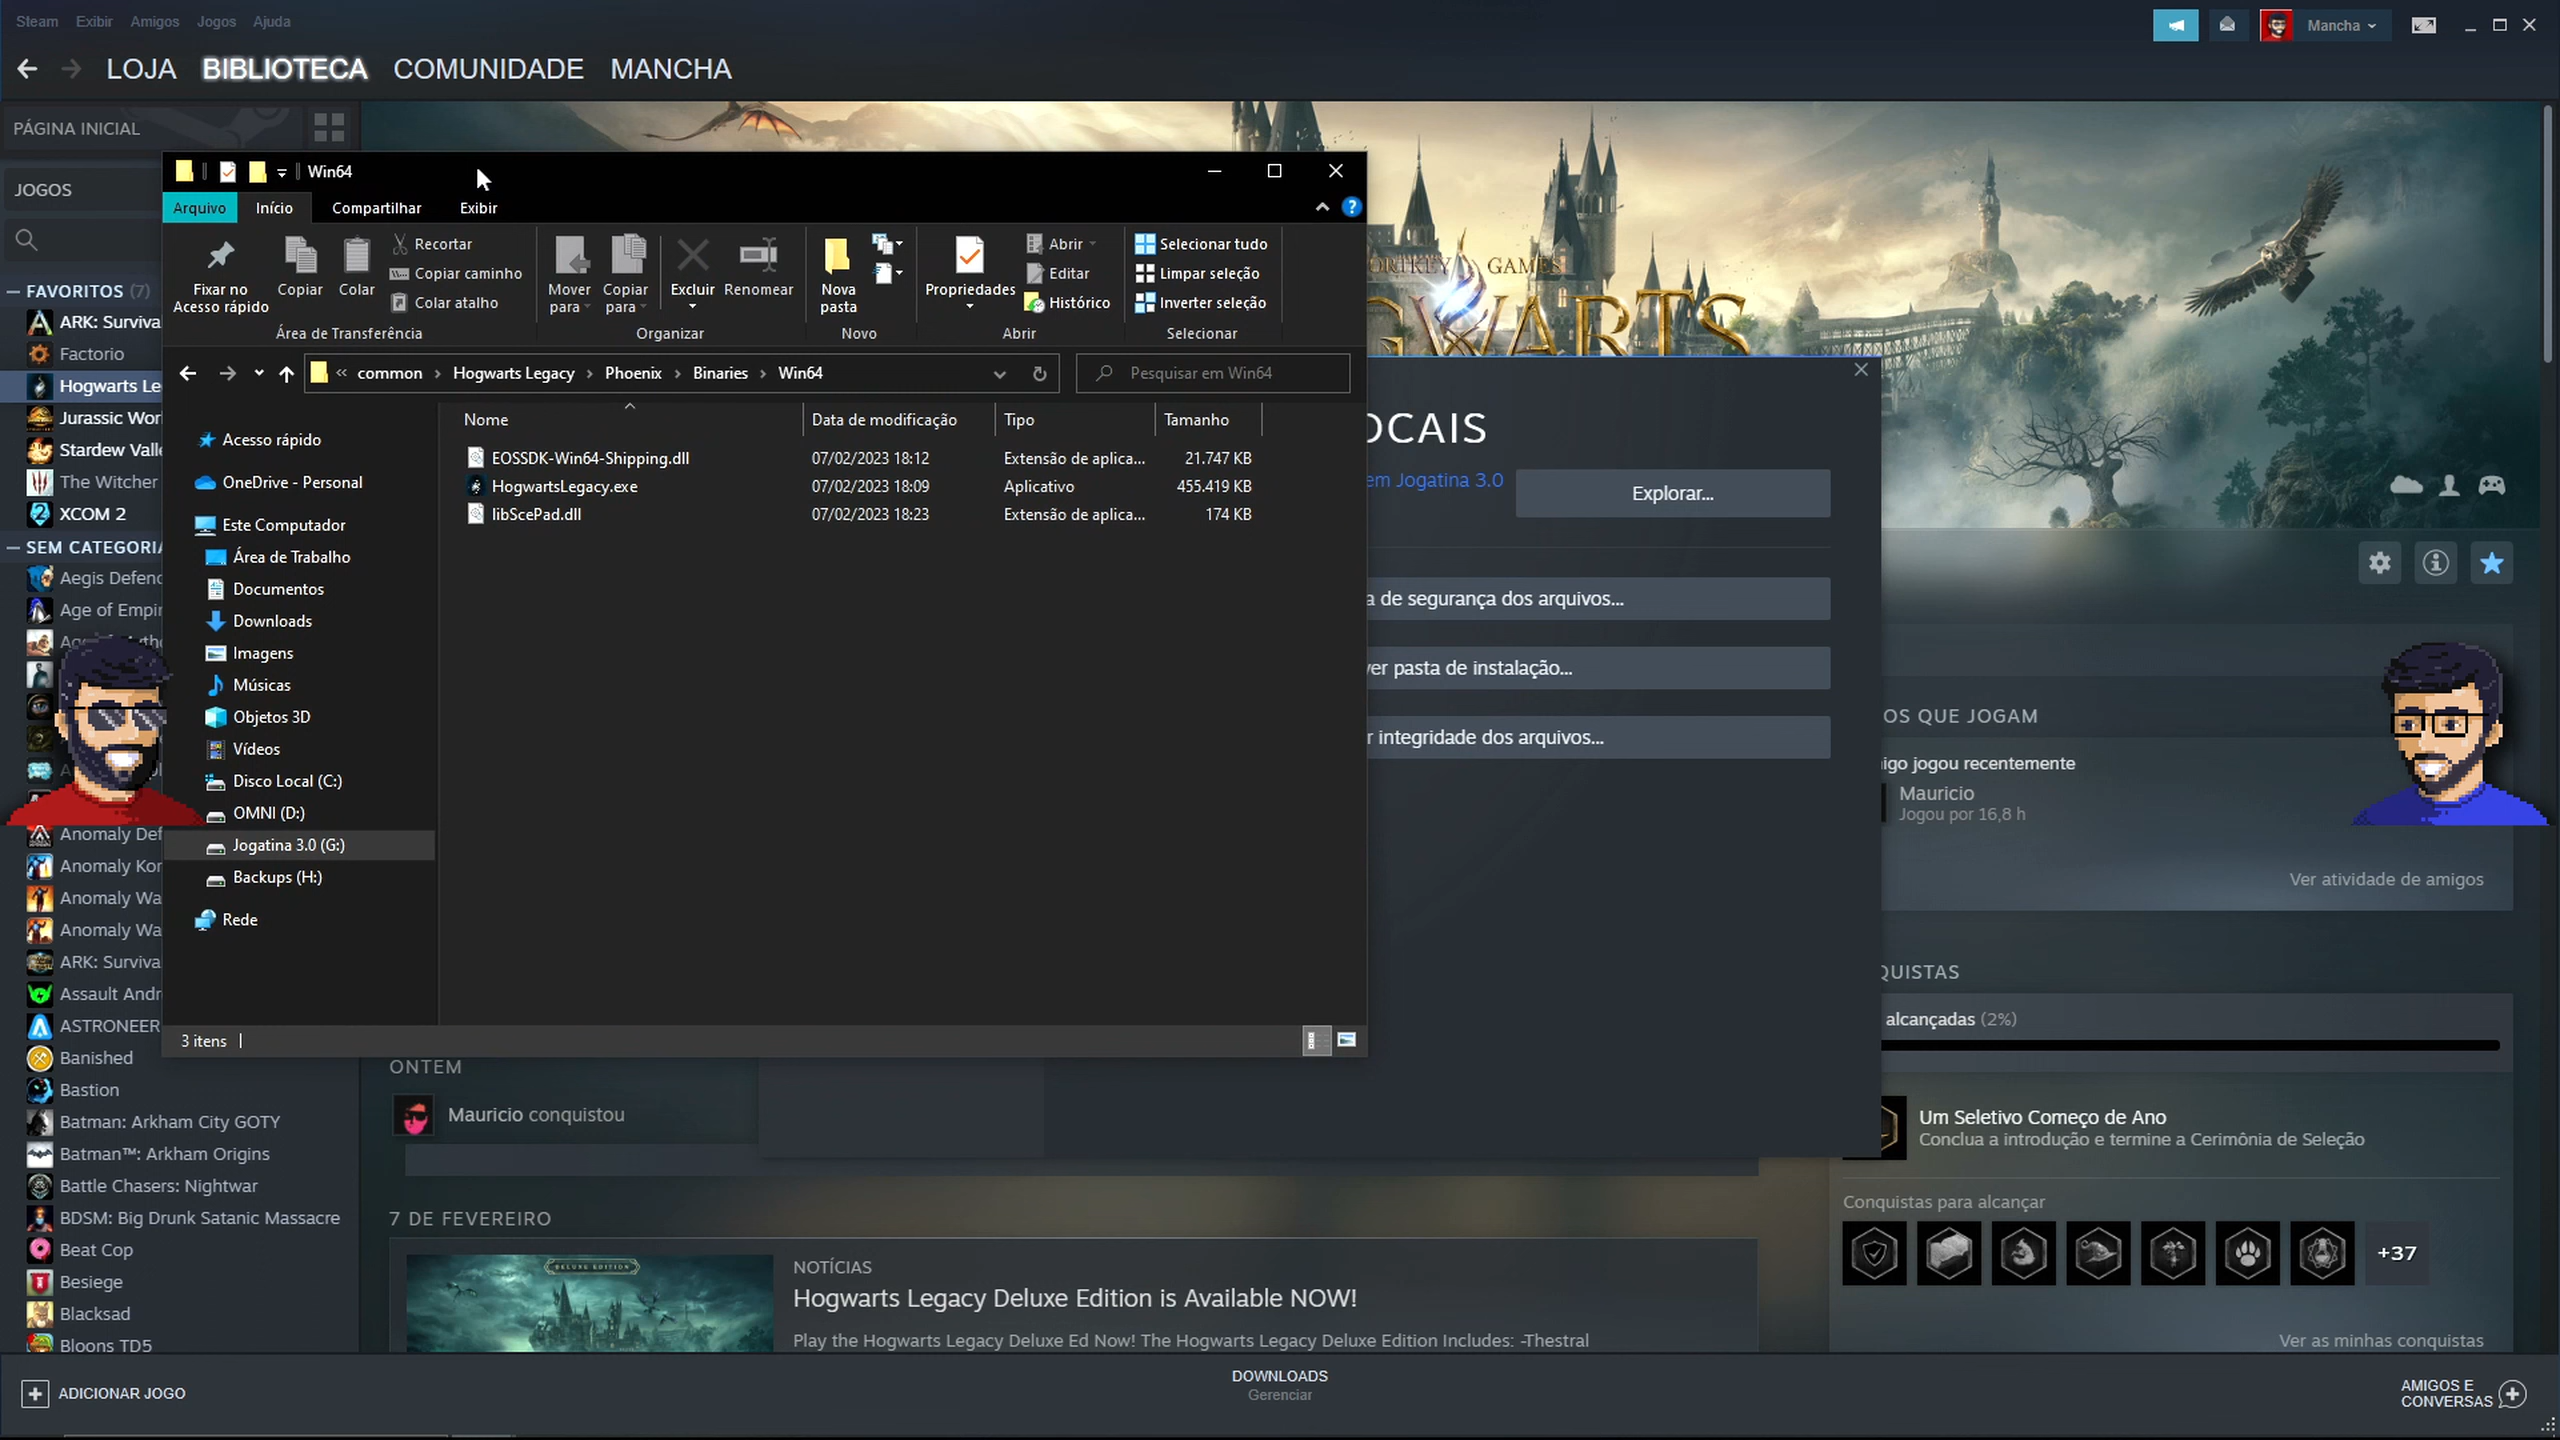 Steam Exibir Amigos Jogos Ajuda
Mancha
LOJA BIBLIOTECA COMUNIDADE MANCHA
PÁGINA INICIAL
JOGOS
FAVORITOS (7)
ARK: Surviva
Factorio
Hogwarts Le
Jurassic Wor
Stardew Valle
The Witcher
XCOM 2
SEM CATEGORIA
Aegis Defend
Age of Empir
Anomaly Def
Anomaly Kor
Anomaly Wa
Anomaly Wa
ARK: Surviva
Assault Andr
ASTRONEER
Banished
Bastion
Batman: Arkham City GOTY
Batman™: Arkham Origins
Battle Chasers: Nightwar
BDSM: Big Drunk Satanic Massacre
Beat Cop
Besiege
Blacksad
Bloons TD5
Win64
Arquivo Início Compartilhar Exibir
Fixar no Acesso rápido
Copiar
Colar
Recortar
Copiar caminho
Colar atalho
Área de Transferência
Mover para
Copiar para
Excluir
Renomear
Organizar
Nova pasta
Novo
Propriedades
Abrir
Editar
Histórico
Abrir
Selecionar tudo
Limpar seleção
Inverter seleção
Selecionar
« common › Hogwarts Legacy › Phoenix › Binaries › Win64
Pesquisar em Win64
Acesso rápido
OneDrive - Personal
Este Computador
Área de Trabalho
Documentos
Downloads
Imagens
Músicas
Objetos 3D
Vídeos
Disco Local (C:)
OMNI (D:)
Jogatina 3.0 (G:)
Backups (H:)
Rede
Nome Data de modificação Tipo Tamanho
EOSSDK-Win64-Shipping.dll 07/02/2023 18:12 Extensão de aplica... 21.747 KB
HogwartsLegacy.exe 07/02/2023 18:09 Aplicativo 455.419 KB
libScePad.dll 07/02/2023 18:23 Extensão de aplica... 174 KB
3 itens
GAMES
GWARTS
OCAIS
em Jogatina 3.0
Explorar...
a de segurança dos arquivos...
ver pasta de instalação...
r integridade dos arquivos...
OS QUE JOGAM
igo jogou recentemente
Mauricio
Jogou por 16,8 h
Ver atividade de amigos
QUISTAS
alcançadas (2%)
Um Seletivo Começo de Ano
Conclua a introdução e termine a Cerimônia de Seleção
Conquistas para alcançar
+37
Ver as minhas conquistas
ONTEM
Mauricio conquistou
7 DE FEVEREIRO
DELUXE EDITION
NOTÍCIAS
Hogwarts Legacy Deluxe Edition is Available NOW!
Play the Hogwarts Legacy Deluxe Ed Now! The Hogwarts Legacy Deluxe Edition Includes: -Thestral
ADICIONAR JOGO
DOWNLOADS
Gerenciar
AMIGOS E
CONVERSAS